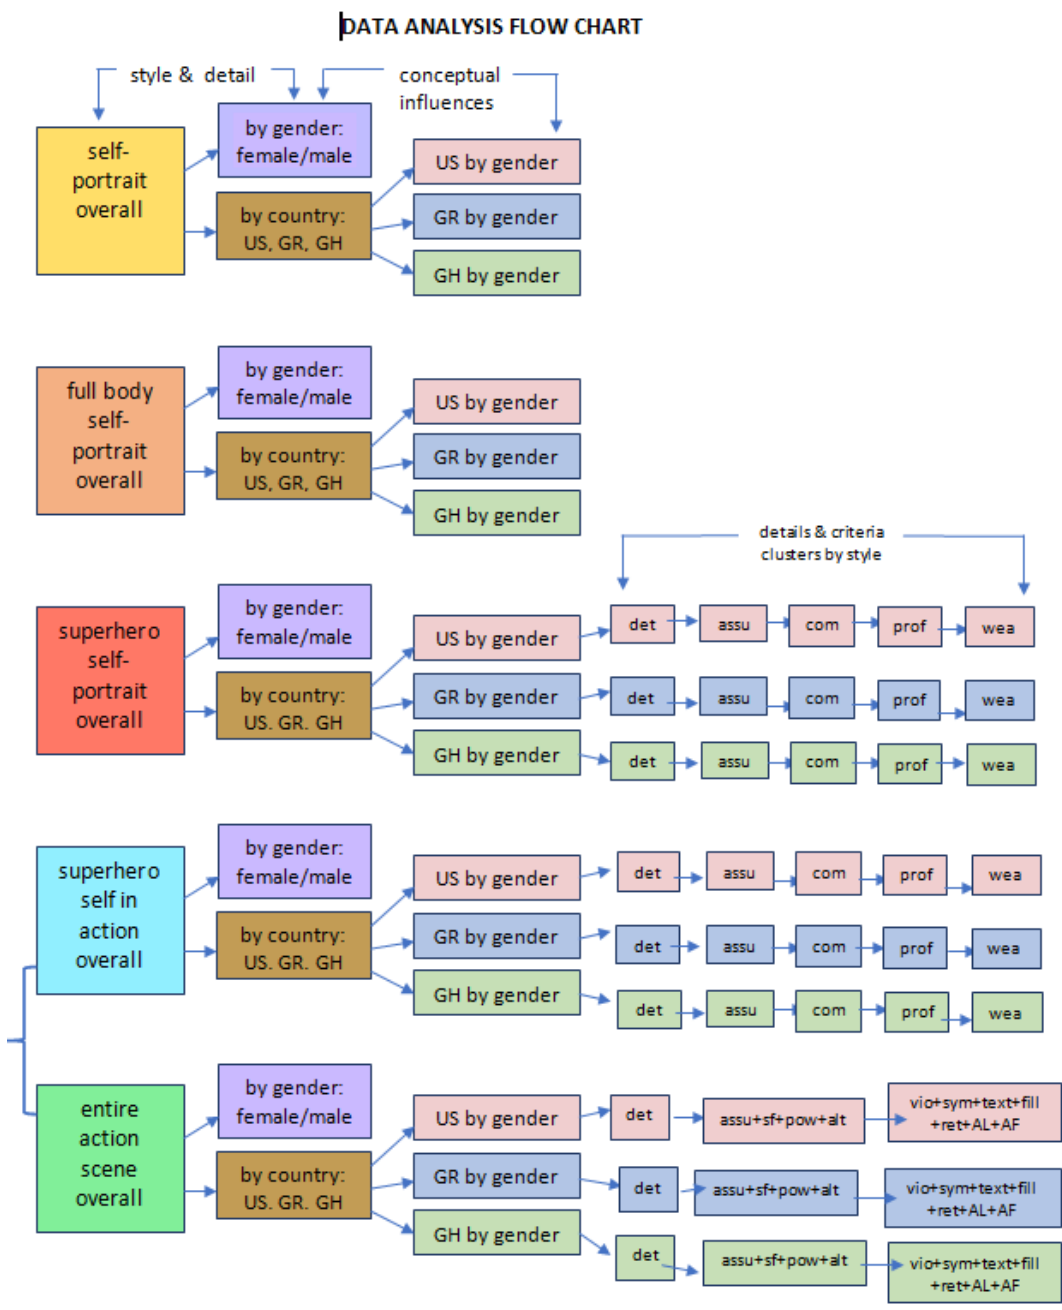 DATA ANALYSIS FLOW CHART
style & detail
conceptual
influences
self-
portrait
overall
by gender:
female/male
by country:
US, GR, GH
US by gender
GR by gender
GH by gender
full body
self-
portrait
overall
by gender:
female/male
by country:
US, GR, GH
US by gender
GR by gender
GH by gender
details & criteria
clusters by style
superhero
self-
portrait
overall
by gender:
female/male
by country:
US. GR. GH
US by gender
det
assu
com
prof
wea
GR by gender
det
assu
com
prof
wea
GH by gender
det
assu
com
prof
wea
superhero
self in
action
overall
by gender:
female/male
by country:
US. GR. GH
US by gender
det
assu
com
prof
wea
GR by gender
det
assu
com
prof
wea
GH by gender
det
assu
com
prof
wea
entire
action
scene
overall
by gender:
female/male
by country:
US. GR. GH
US by gender
det
assu+sf+pow+alt
vio+sym+text+fill
+ret+AL+AF
GR by gender
det
assu+sf+pow+alt
vio+sym+text+fill
+ret+AL+AF
GH by gender
det
assu+sf+pow+alt
vio+sym+text+fill
+ret+AL+AF